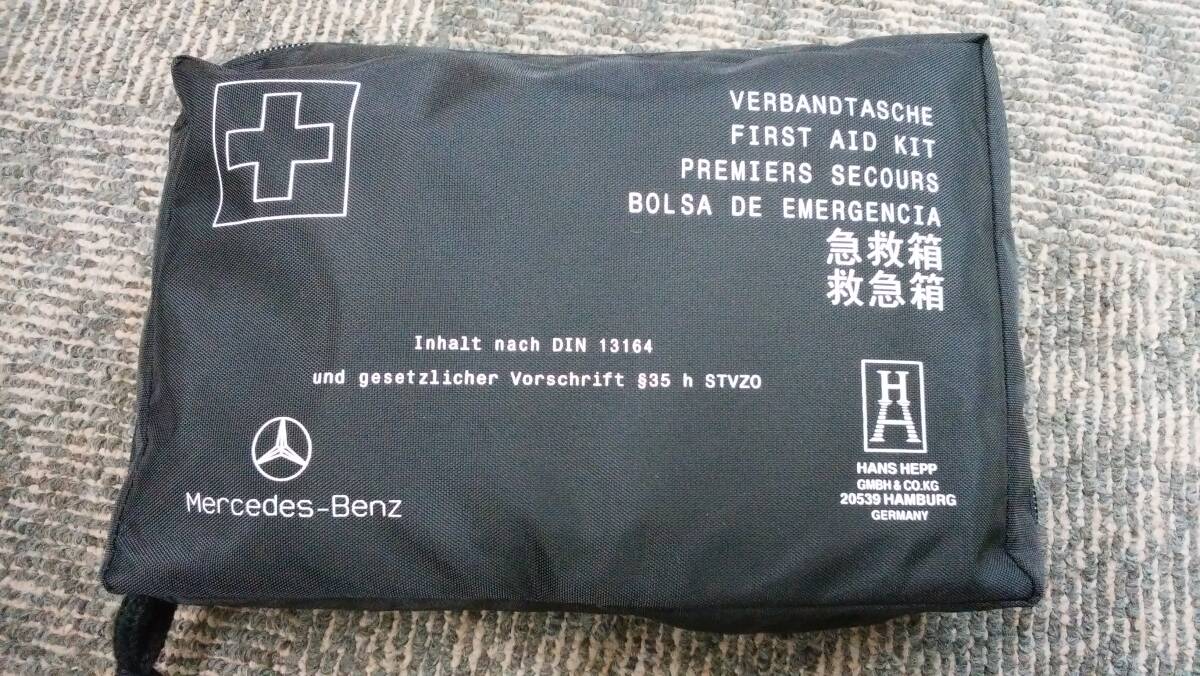 VERBANDTASCHE
FIRST AID KIT
PREMIERS SECOURS
BOLSA DE EMERGENCIA
急救箱
救急箱
Inhalt nach DIN 13164
und gesetzlicher Vorschrift §35 h STVZO
Mercedes-Benz
HA
HANS HEPP
GMBH & CO.KG
20539 HAMBURG
GERMANY